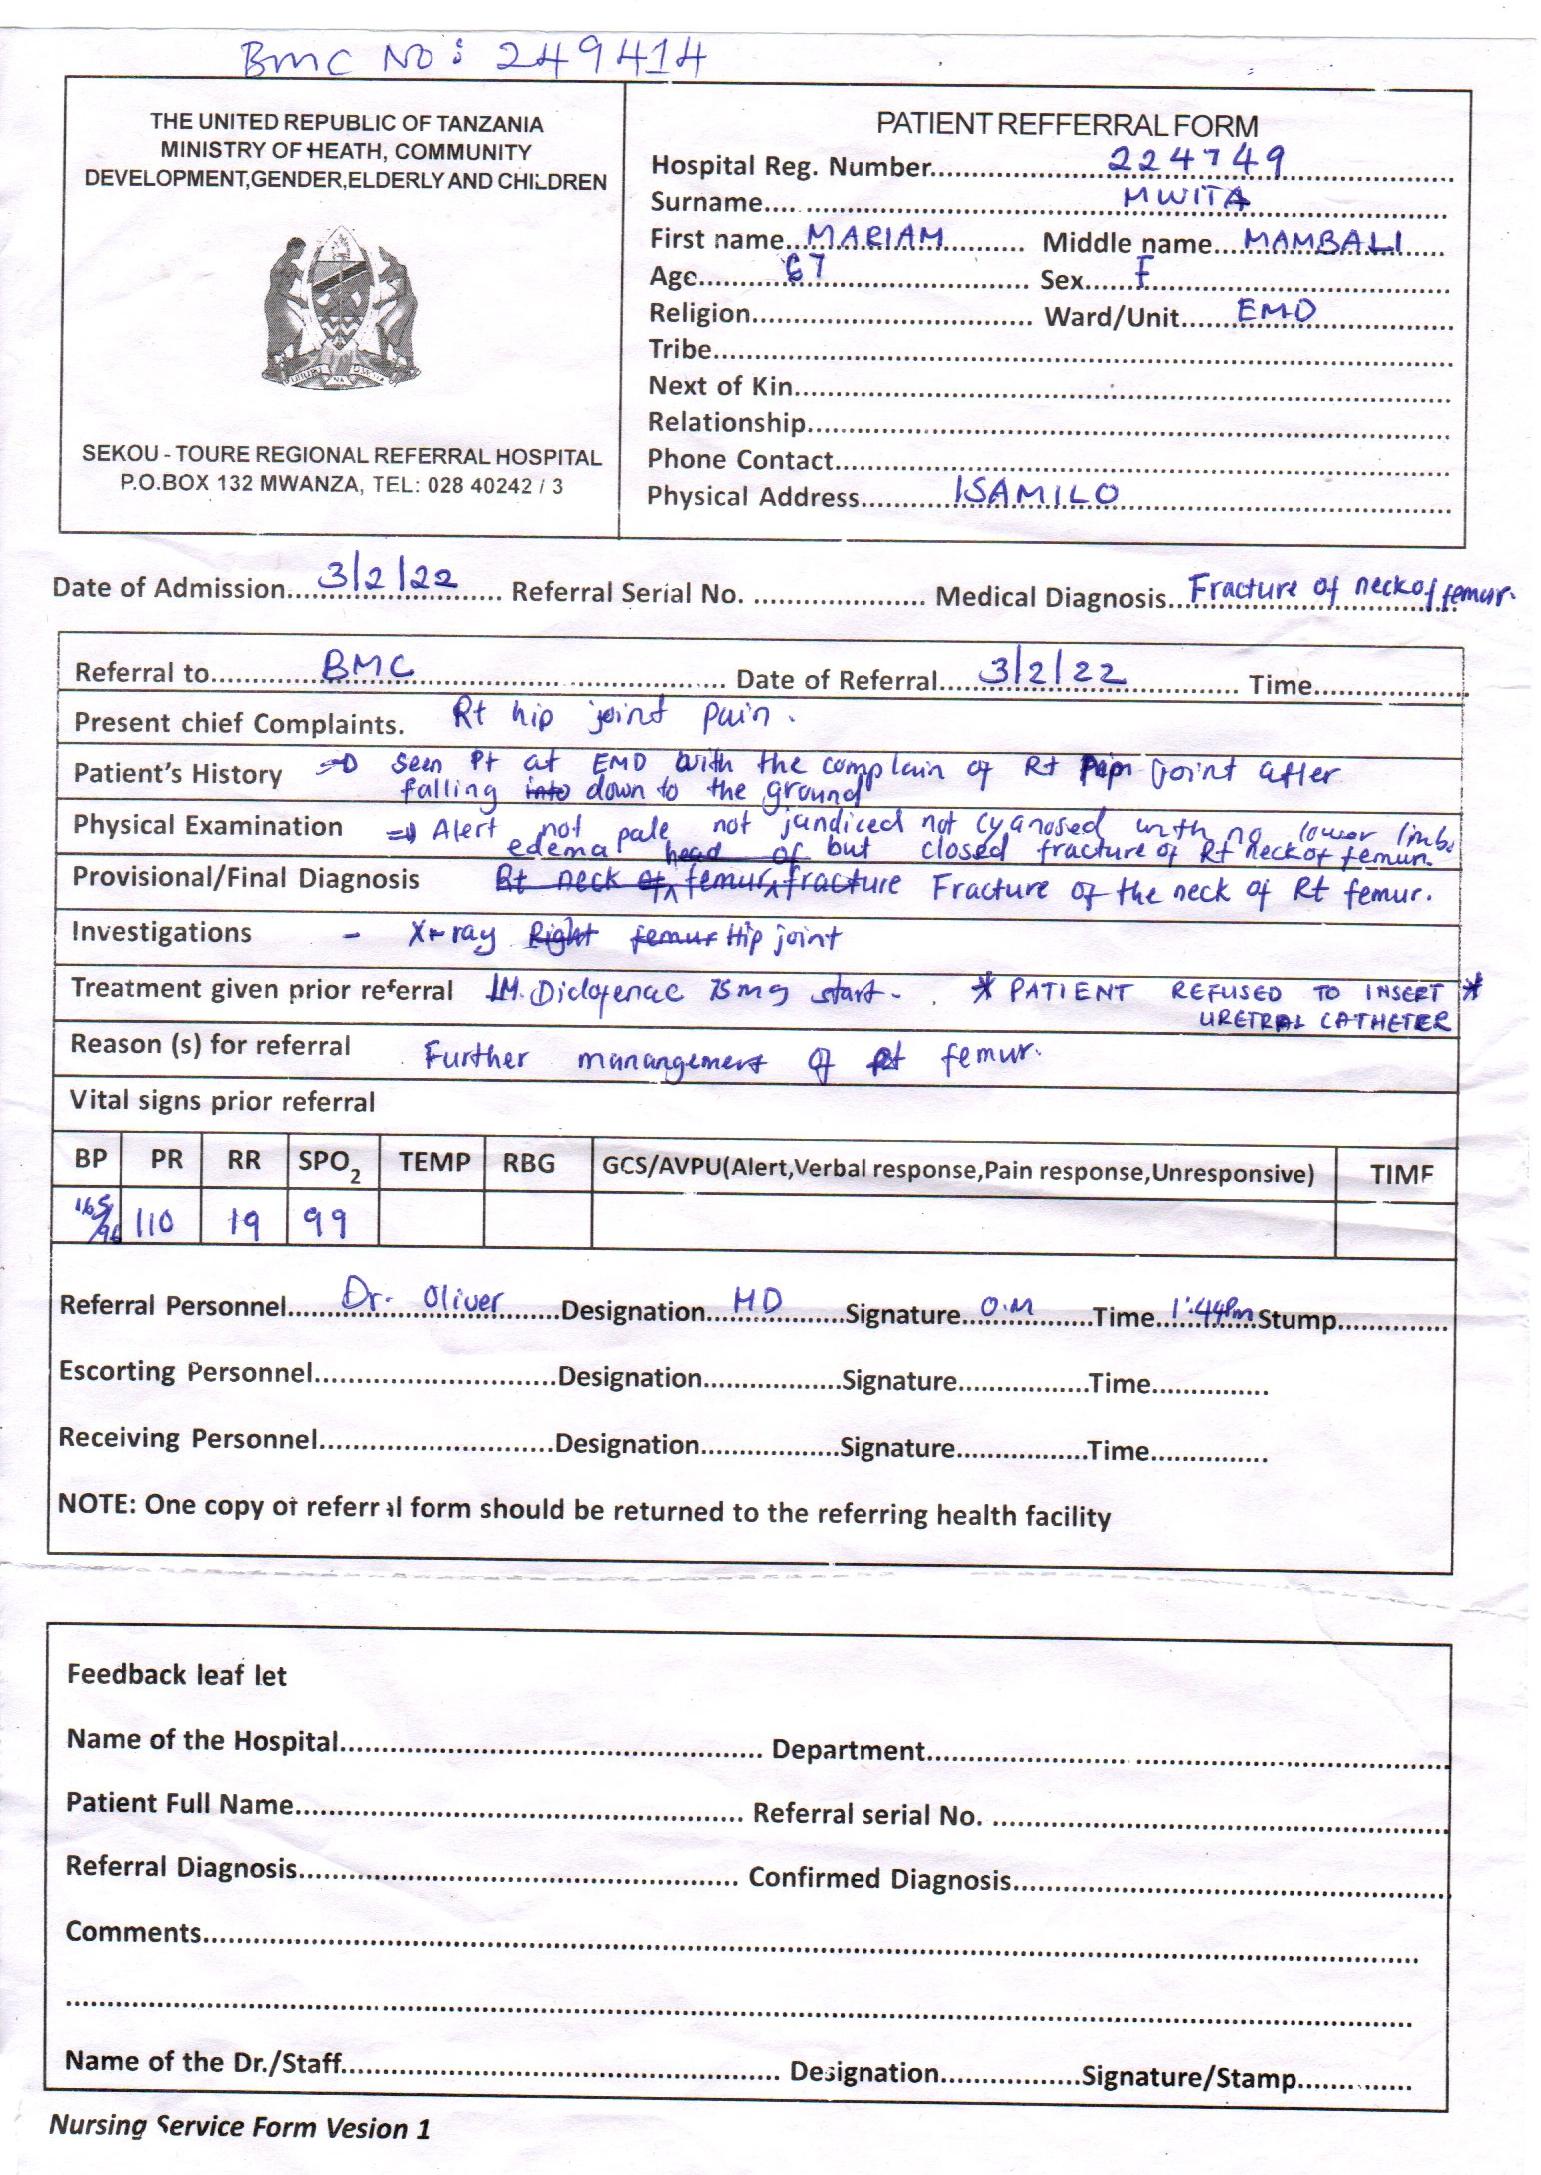 BMC NO: 249414
THE UNITED REPUBLIC OF TANZANIA
MINISTRY OF HEATH, COMMUNITY
DEVELOPMENT,GENDER,ELDERLY AND CHILDREN
SEKOU - TOURE REGIONAL REFERRAL HOSPITAL
P.O.BOX 132 MWANZA, TEL: 028 40242 / 3
PATIENT REFFERRAL FORM
Hospital Reg. Number 224749
Surname MWITA
First name MARIAM Middle name MAMBALI
Age 67 Sex F
Religion Ward/Unit EMD
Tribe
Next of Kin
Relationship
Phone Contact
Physical Address ISAMILO
Date of Admission 3/2/22 Referral Serial No. Medical Diagnosis Fracture of neck of femur.
Referral to BMC Date of Referral 3/2/22 Time
Present chief Complaints. Rt hip joint pain.
Patient's History seen Pt at EMD with the complain of Rt joint after
falling into down to the ground
Physical Examination Alert not pale not jundiced not cyanosed with no lower limb
edema head of but closed fracture of Rt neck of femur.
Provisional/Final Diagnosis Rt neck of femur fracture Fracture of the neck of Rt femur.
Investigations - X-ray Right femur Hip joint
Treatment given prior referral IM. Diclofenac 75mg start. * PATIENT REFUSED TO INSERT *
URETRAL CATHETER
Reason (s) for referral Further manangement of Rt femur.
Vital signs prior referral
BP PR RR SPO2 TEMP RBG GCS/AVPU(Alert,Verbal response,Pain response,Unresponsive) TIME
165/96 110 19 99
Referral Personnel Dr. Oliver Designation MD Signature O.M Time 1:44pm Stump
Escorting Personnel Designation Signature Time
Receiving Personnel Designation Signature Time
NOTE: One copy of referral form should be returned to the referring health facility
Feedback leaf let
Name of the Hospital Department
Patient Full Name Referral serial No.
Referral Diagnosis Confirmed Diagnosis
Comments
Name of the Dr./Staff Designation Signature/Stamp
Nursing Service Form Vesion 1